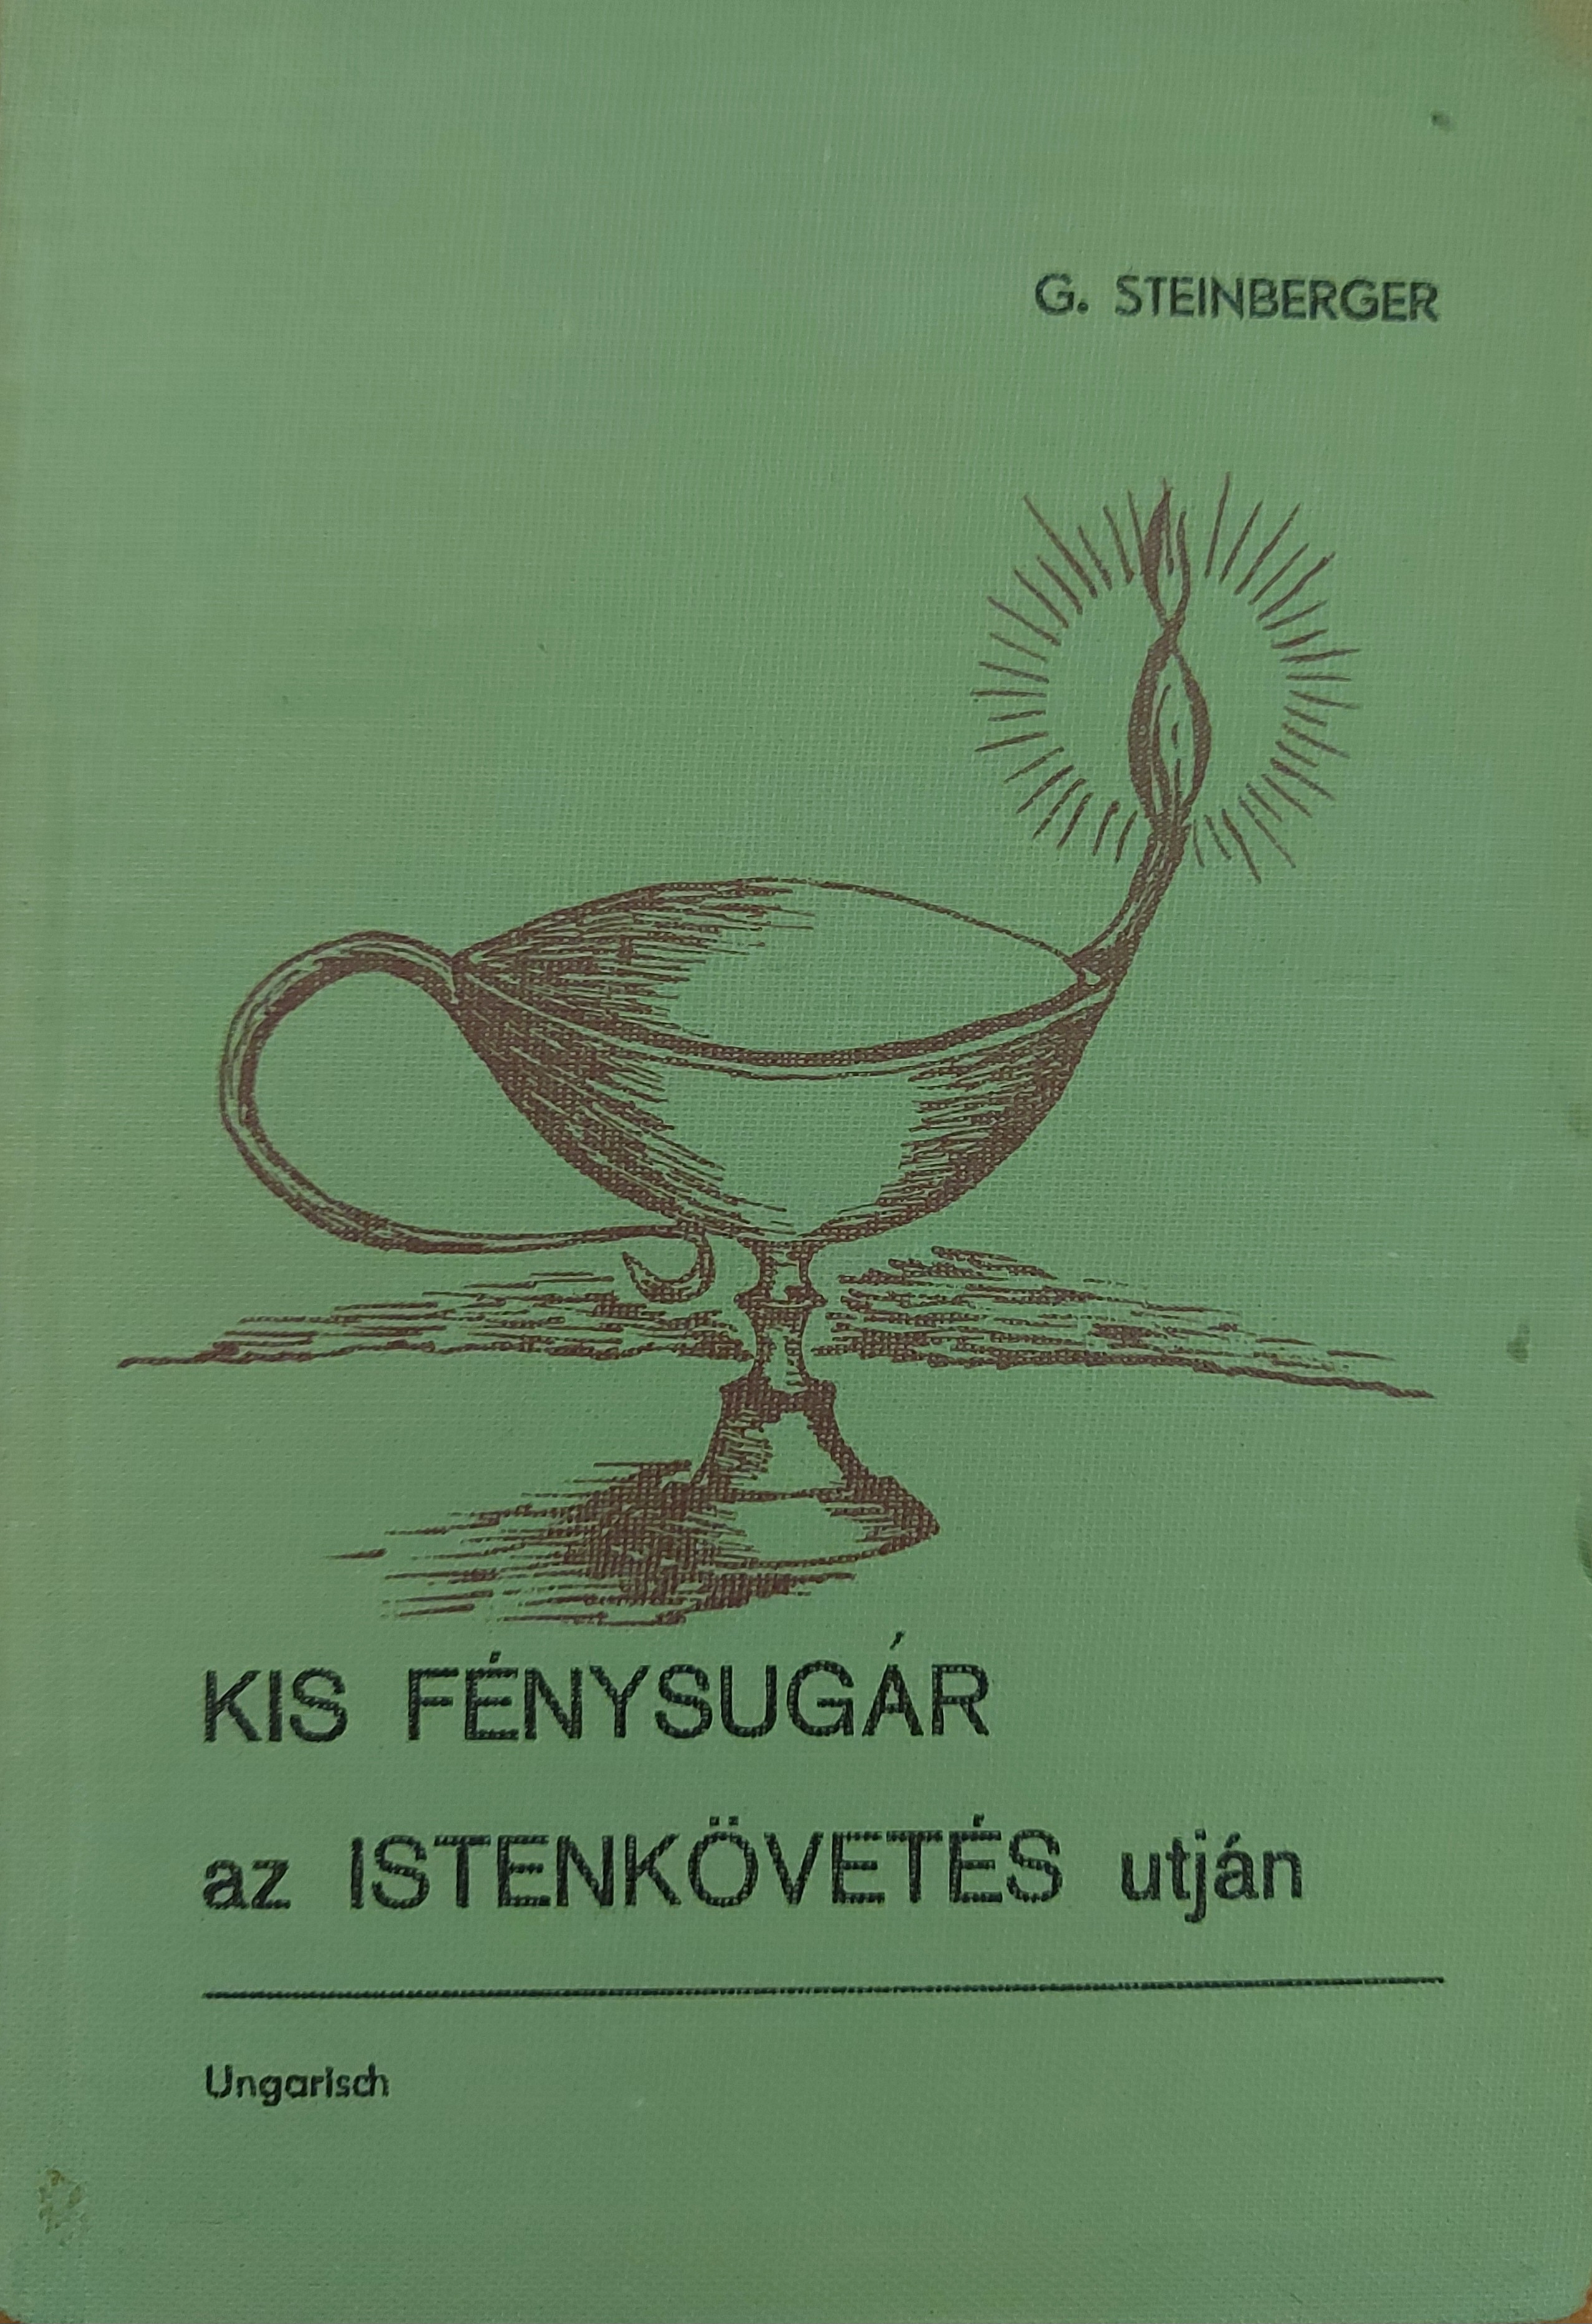 G. STEINBERGER
KIS FÉNYSUGÁR
az ISTENKÖVETÉS utján
Ungarisch